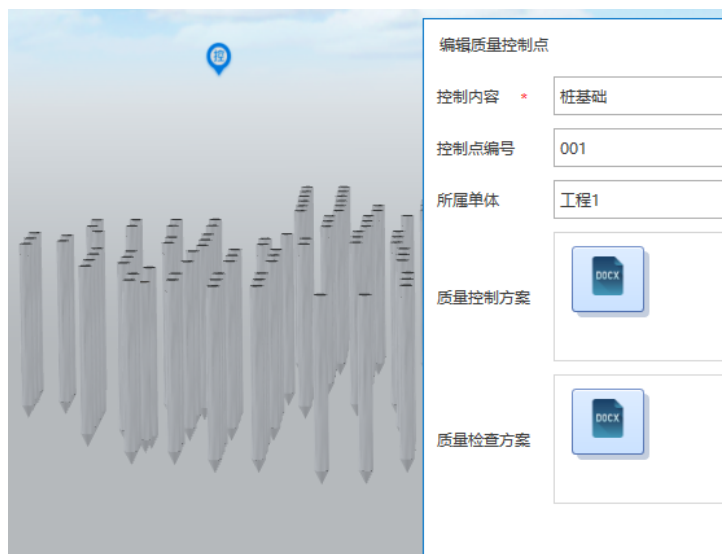 控
编辑质量控制点
控制内容 * 桩基础
控制点编号 001
所属单体 工程1
DOCX
质量控制方案
DOCX
质量检查方案